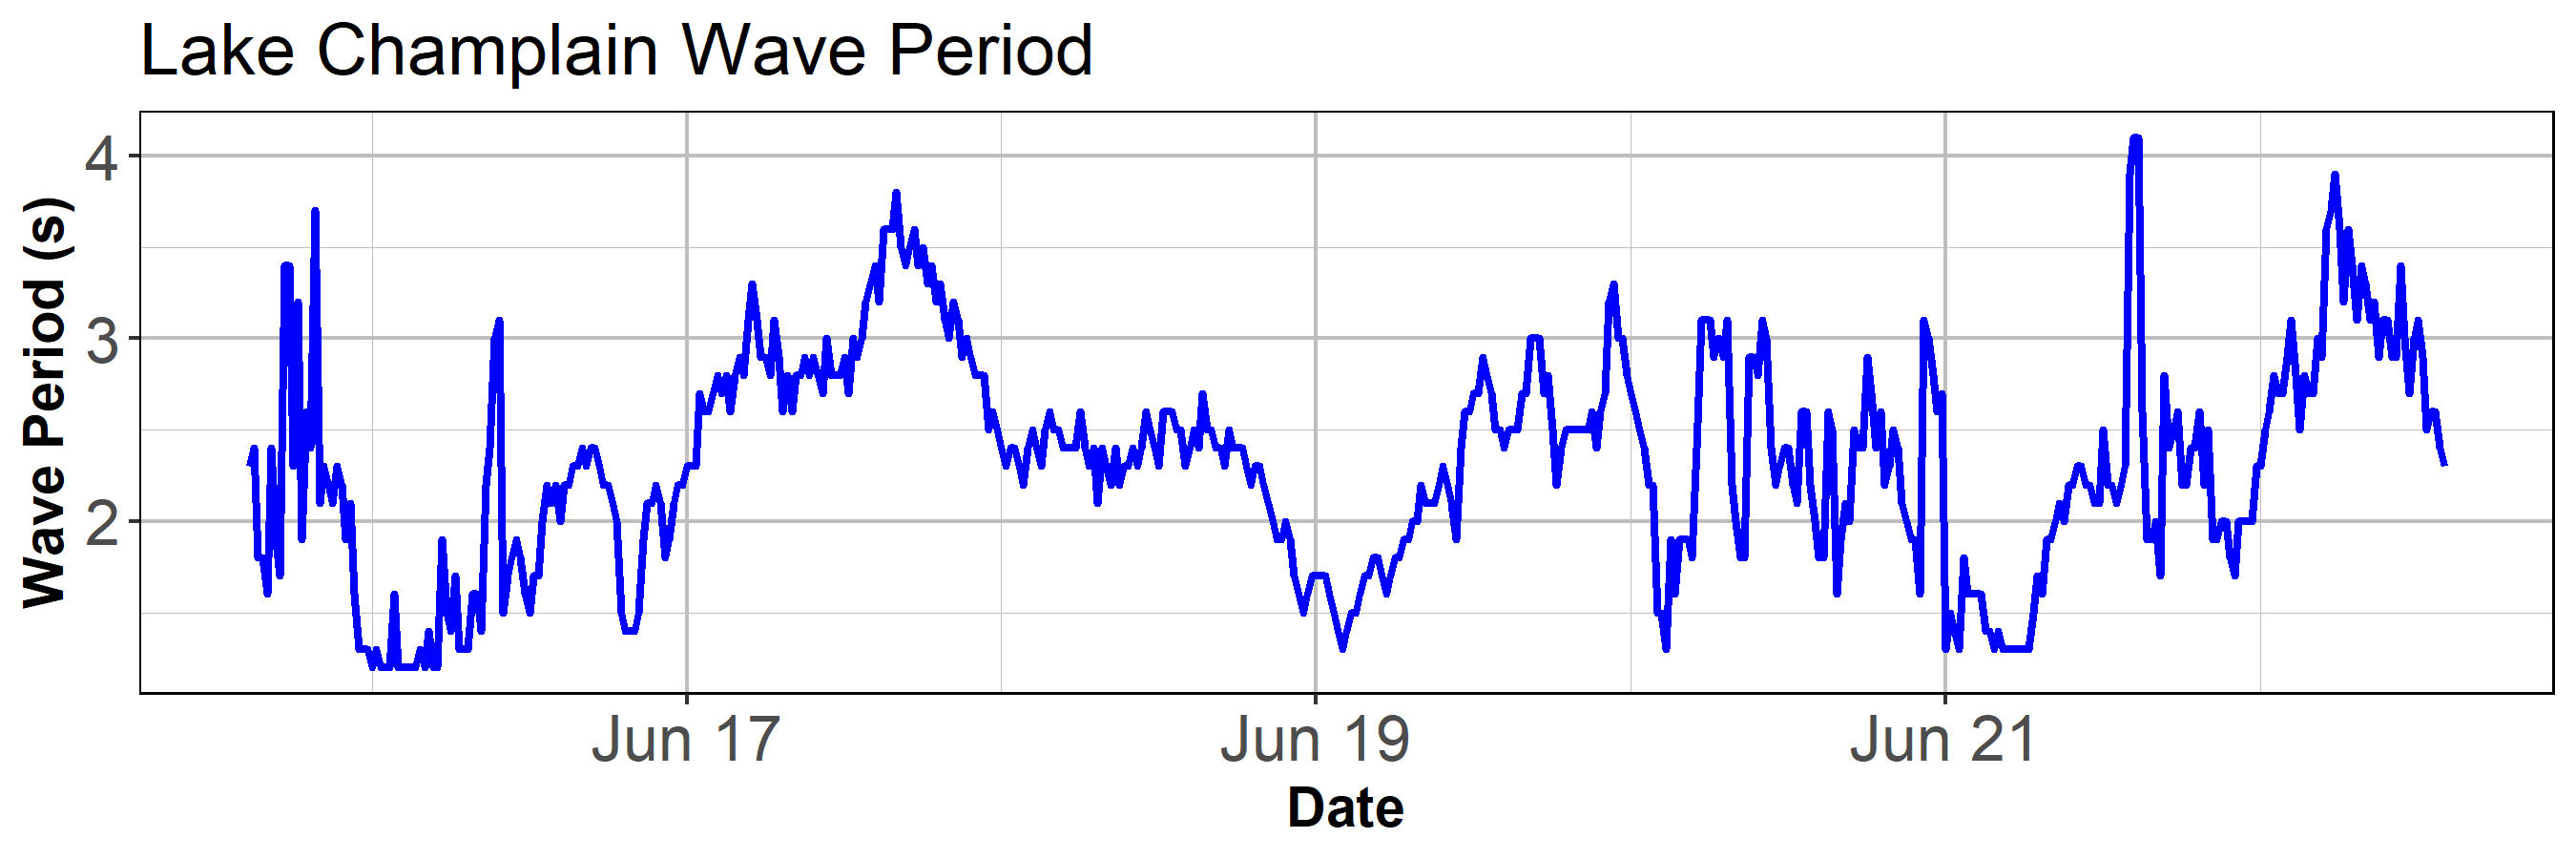 Lake Champlain Wave Period
Wave Period (s)
4
3
2
Jun 17
Jun 19
Jun 21
Date